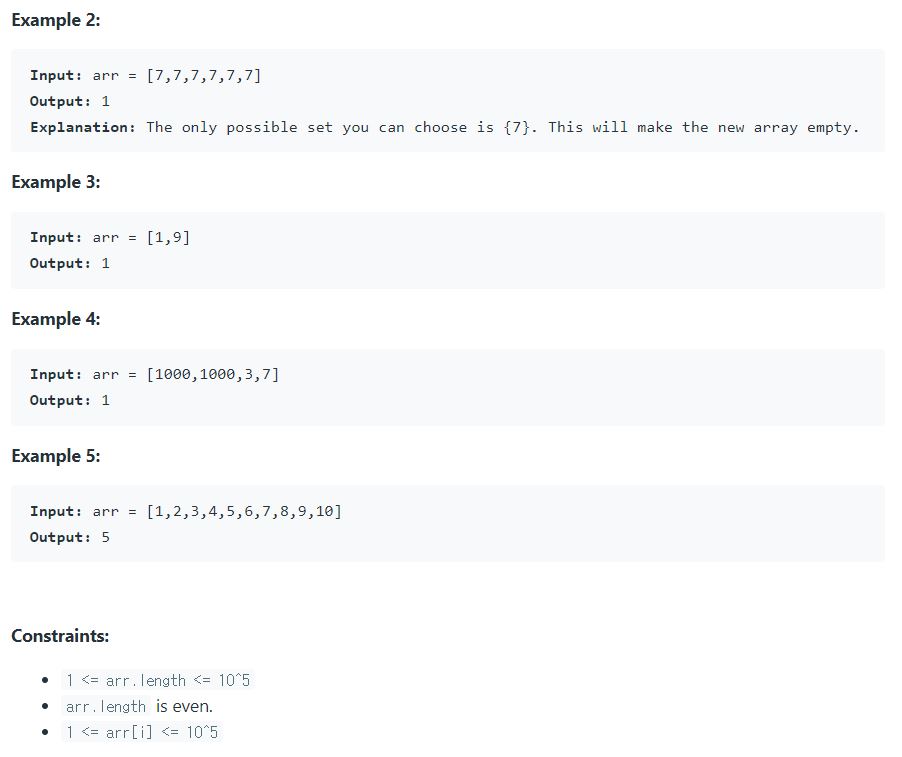 Example 2:
Input: arr = [7,7,7,7,7,7]
Output: 1
Explanation: The only possible set you can choose is {7}. This will make the new array empty.
Example 3:
Input: arr = [1,9]
Output: 1
Example 4:
Input: arr = [1000,1000,3,7]
Output: 1
Example 5:
Input: arr = [1,2,3,4,5,6,7,8,9,10]
Output: 5
Constraints:
• 1 <= arr.length <= 10^5
• arr.length is even.
• 1 <= arr[i] <= 10^5